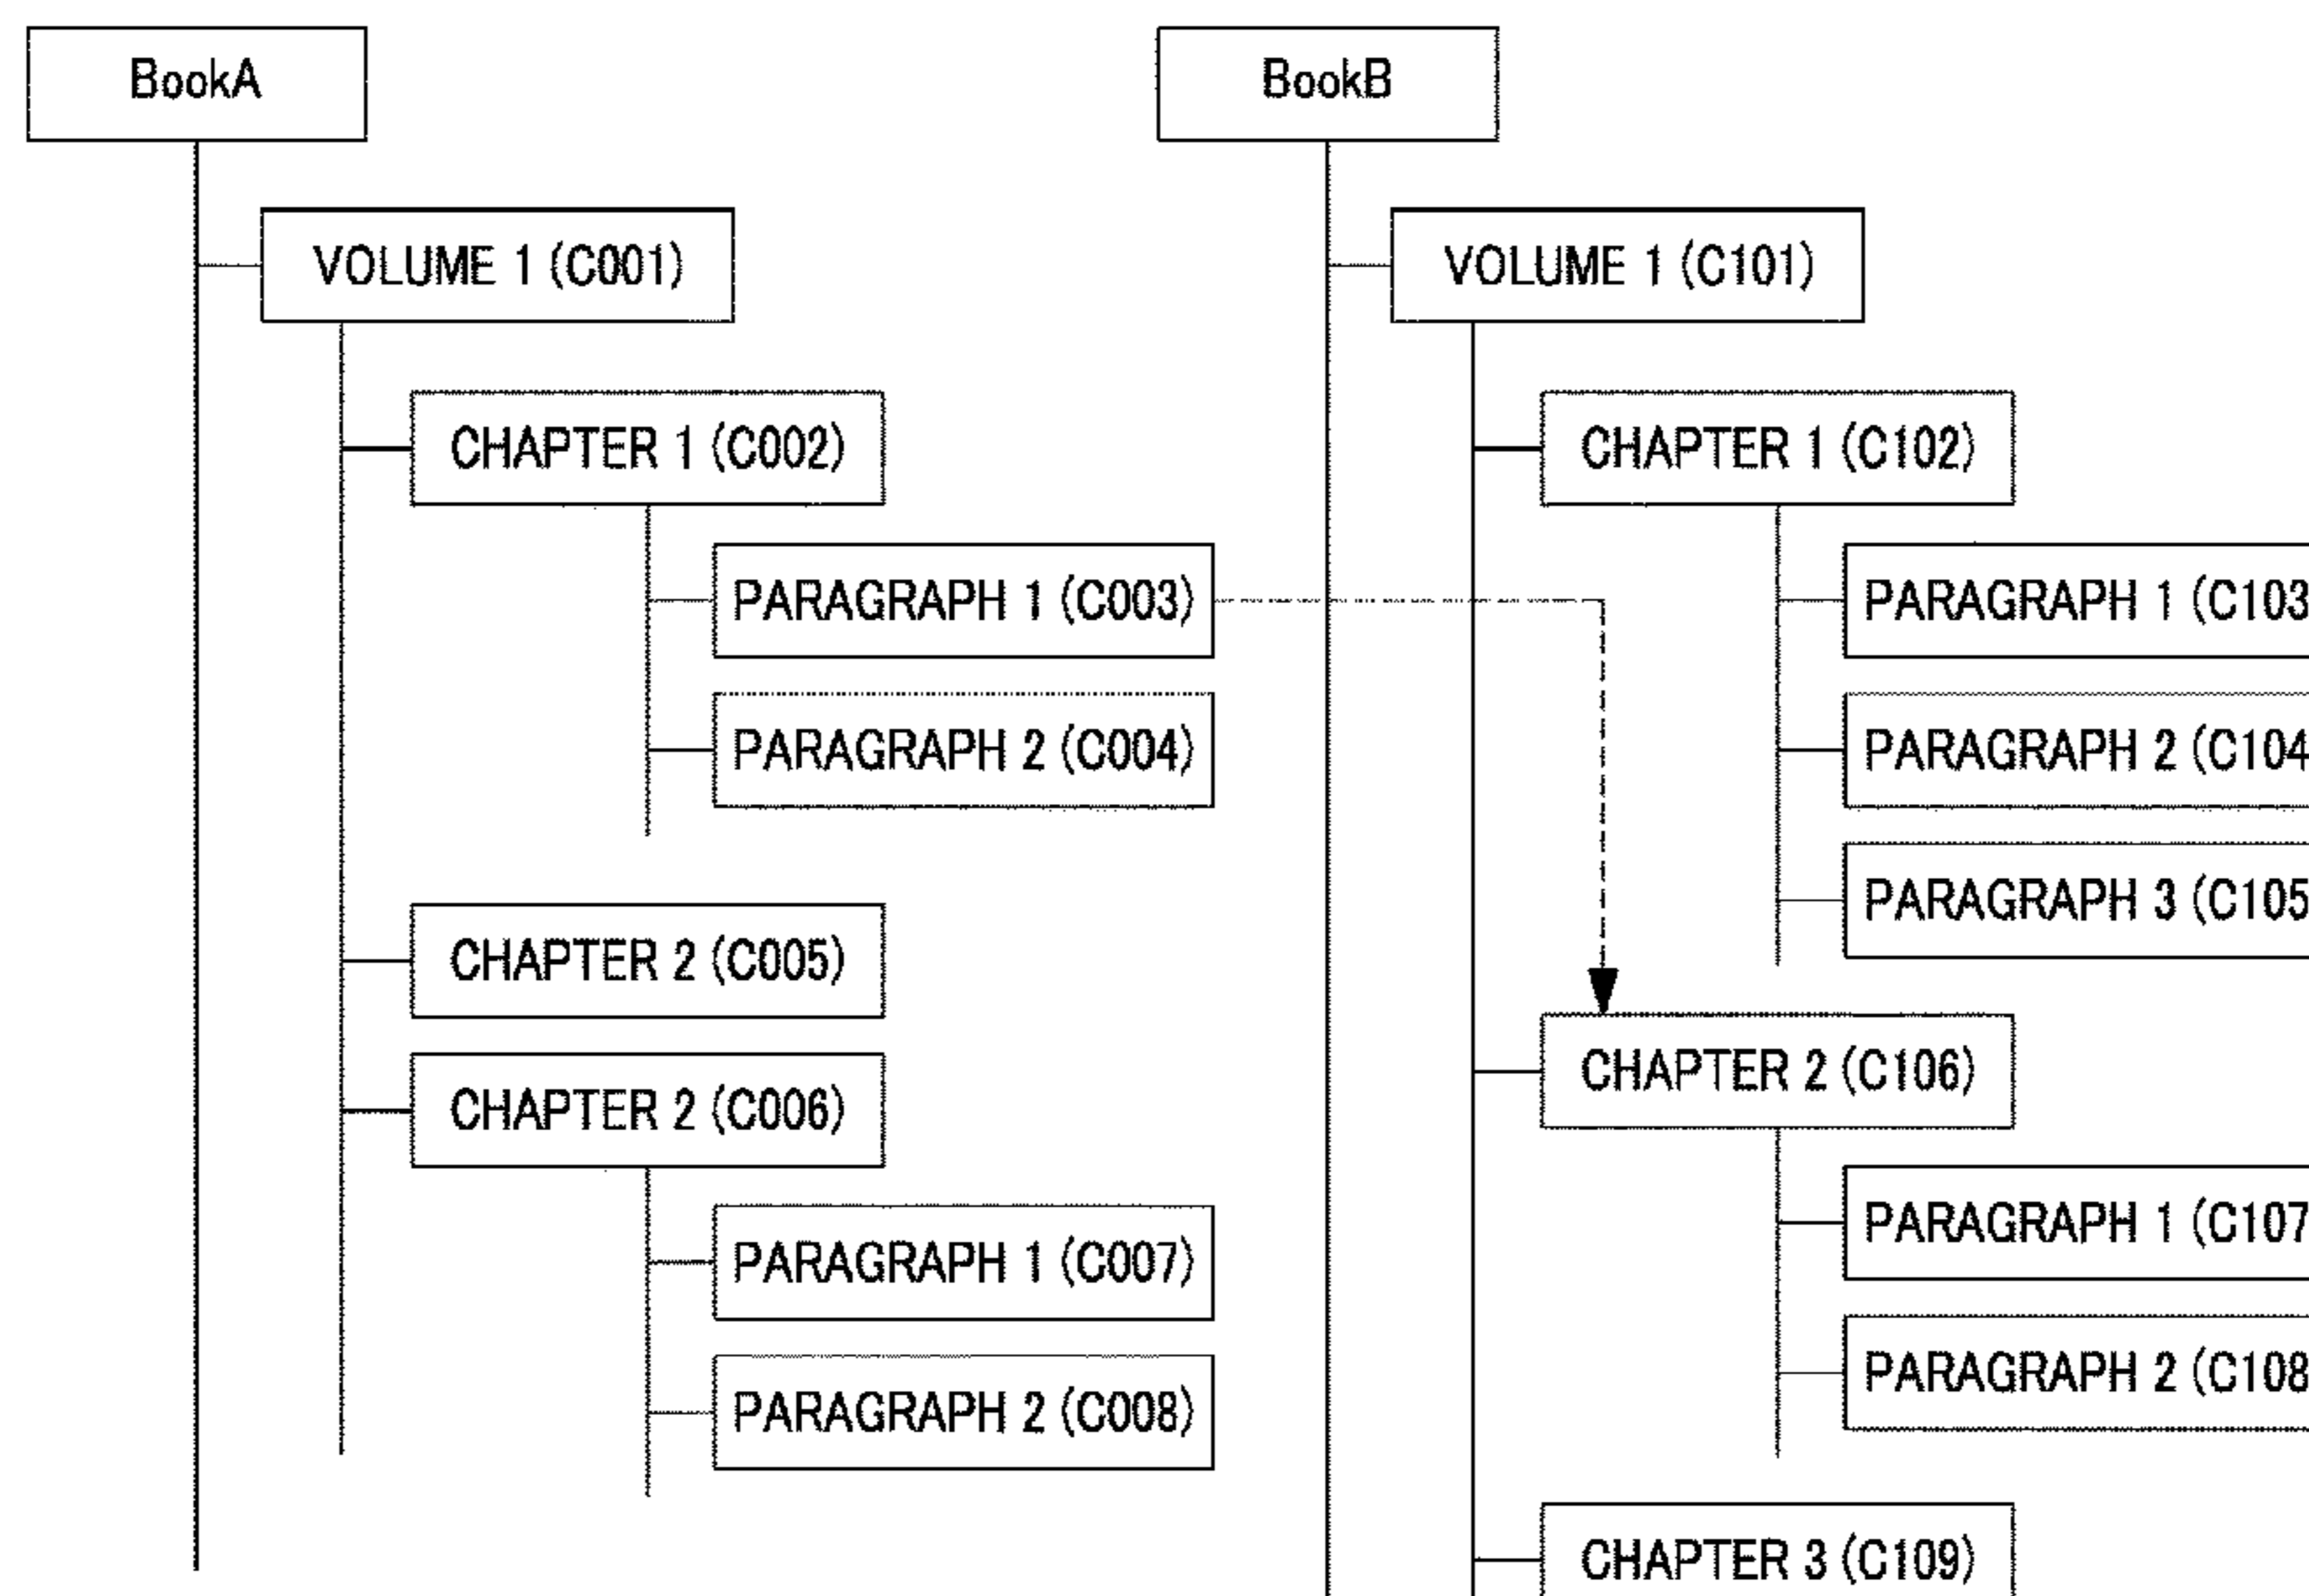 BookA
VOLUME 1 (C001)
CHAPTER 1 (C002)
PARAGRAPH 1 (C003)
PARAGRAPH 2 (C004)
CHAPTER 2 (C005)
CHAPTER 2 (C006)
PARAGRAPH 1 (C007)
PARAGRAPH 2 (C008)
BookB
VOLUME 1 (C101)
CHAPTER 1 (C102)
PARAGRAPH 1 (C103
PARAGRAPH 2 (C104
PARAGRAPH 3 (C105
CHAPTER 2 (C106)
PARAGRAPH 1 (C107
PARAGRAPH 2 (C108
CHAPTER 3 (C109)